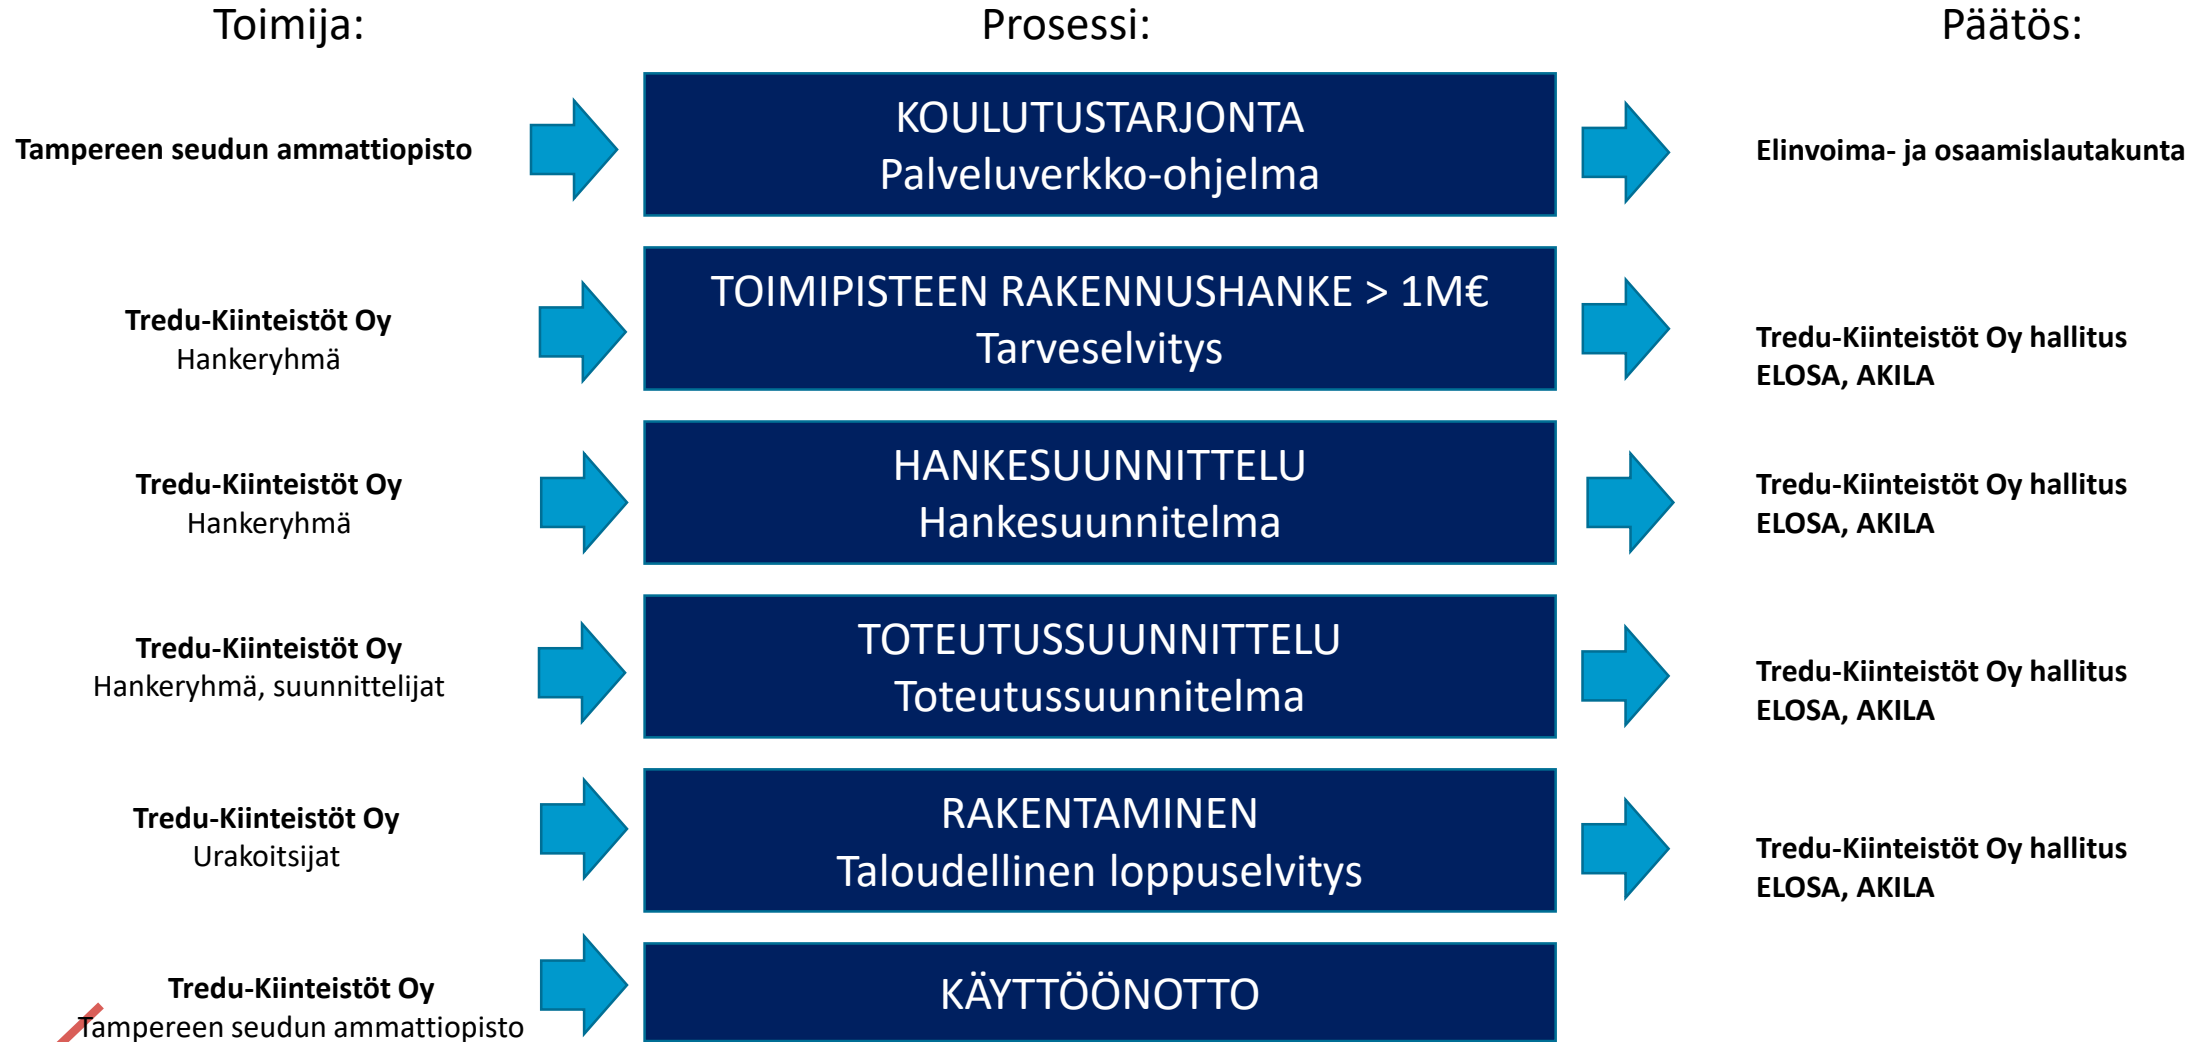 Toimija:
Prosessi:
Päätös:
Tampereen seudun ammattiopisto
KOULUTUSTARJONTA
Palveluverkko-ohjelma
Elinvoima- ja osaamislautakunta
Tredu-Kiinteistöt Oy
Hankeryhmä
TOIMIPISTEEN RAKENNUSHANKE > 1M€
Tarveselvitys
Tredu-Kiinteistöt Oy hallitus
ELOSA, AKILA
Tredu-Kiinteistöt Oy
Hankeryhmä
HANKESUUNNITTELU
Hankesuunnitelma
Tredu-Kiinteistöt Oy hallitus
ELOSA, AKILA
Tredu-Kiinteistöt Oy
Hankeryhmä, suunnittelijat
TOTEUTUSSUUNNITTELU
Toteutussuunnitelma
Tredu-Kiinteistöt Oy hallitus
ELOSA, AKILA
Tredu-Kiinteistöt Oy
Urakoitsijat
RAKENTAMINEN
Taloudellinen loppuselvitys
Tredu-Kiinteistöt Oy hallitus
ELOSA, AKILA
Tredu-Kiinteistöt Oy
Tampereen seudun ammattiopisto
KÄYTTÖÖNOTTO